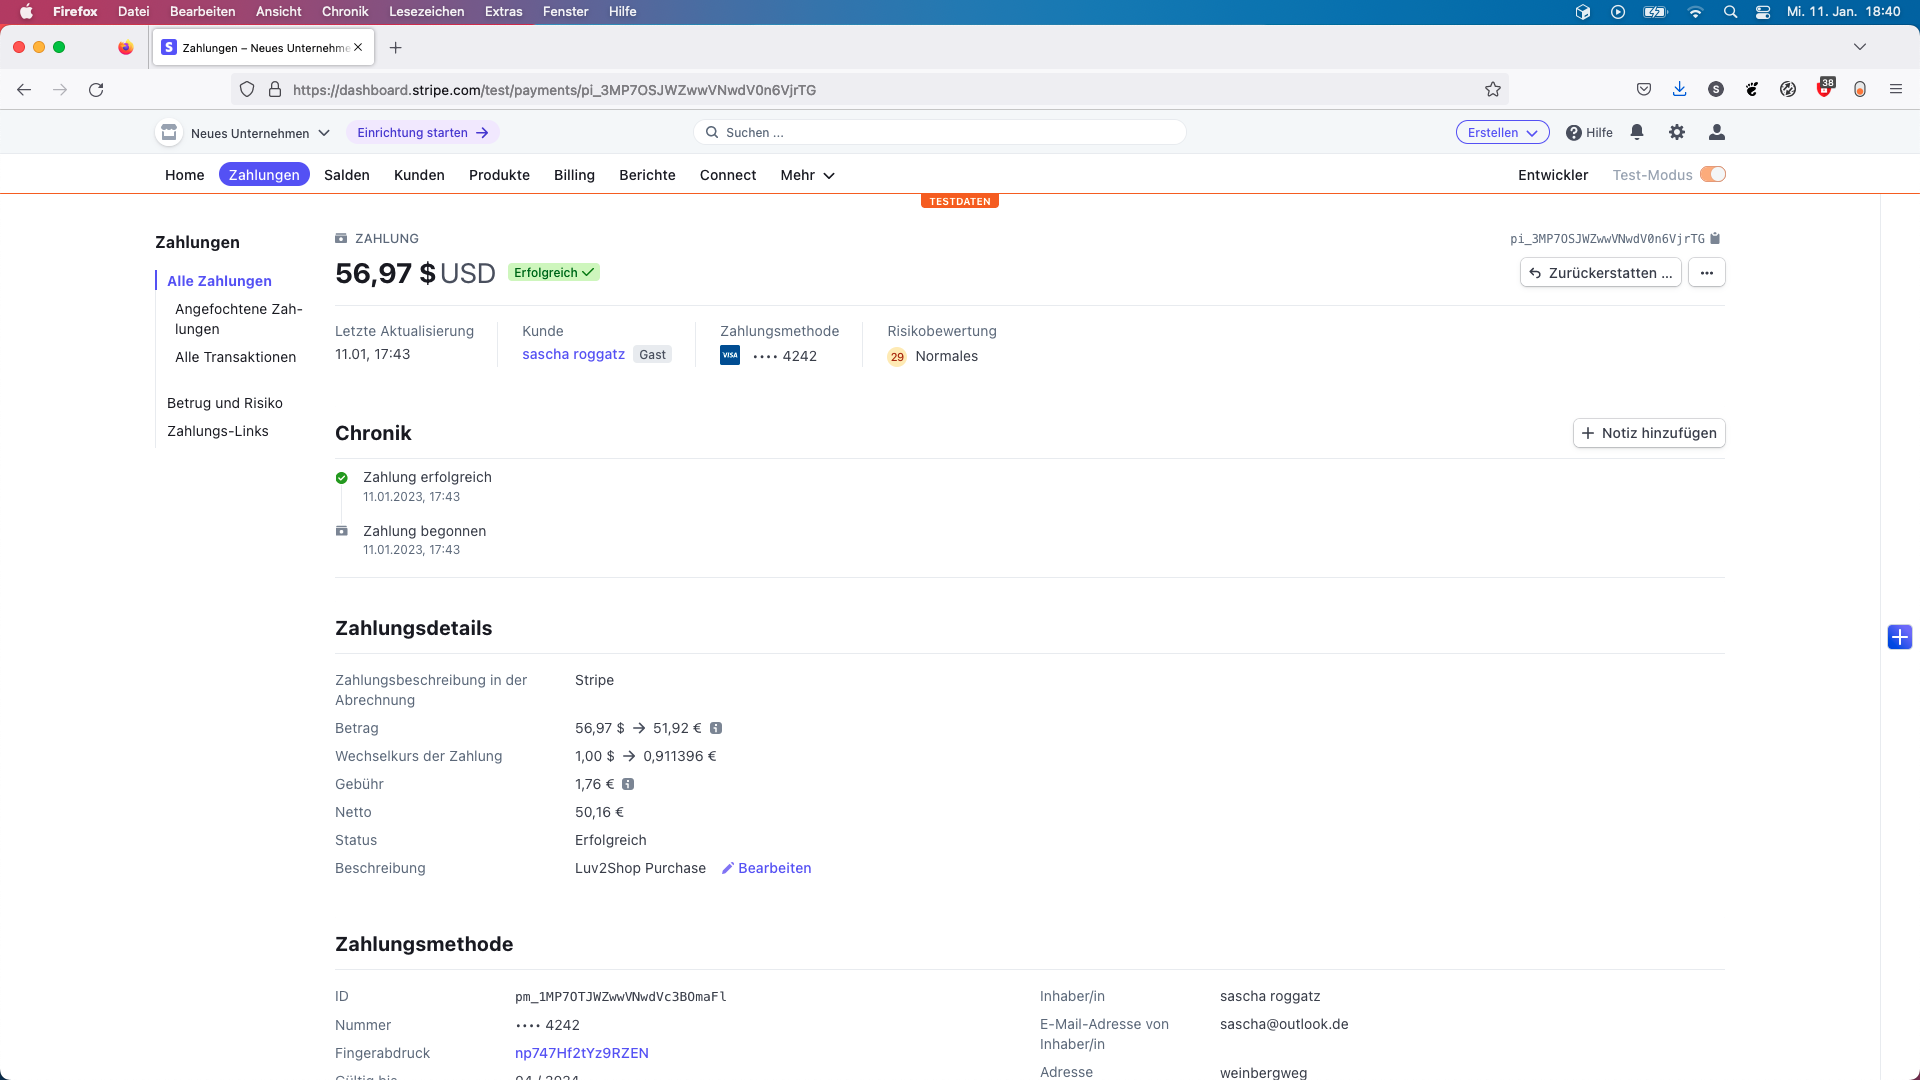 Firefox Datei Bearbeiten Ansicht Chronik Lesezeichen Extras Fenster Hilfe Mi. 11. Jan. 18:40
S Zahlungen – Neues Unternehme
https://dashboard.stripe.com/test/payments/pi_3MP7OSJWZwwVNwdV0n6VjrTG S 38
Neues Unternehmen Einrichtung starten Suchen ... Erstellen Hilfe
Home Zahlungen Salden Kunden Produkte Billing Berichte Connect Mehr Entwickler Test-Modus
TESTDATEN
Zahlungen
Alle Zahlungen
Angefochtene Zah-
lungen
Alle Transaktionen
Betrug und Risiko
Zahlungs-Links
ZAHLUNG pi_3MP7OSJWZwwVNwdV0n6VjrTG
56,97 $ USD Erfolgreich Zurückerstatten ...
Letzte Aktualisierung Kunde Zahlungsmethode Risikobewertung
11.01, 17:43 sascha roggatz Gast VISA •••• 4242 29 Normales
Chronik Notiz hinzufügen
Zahlung erfolgreich
11.01.2023, 17:43
Zahlung begonnen
11.01.2023, 17:43
Zahlungsdetails
Zahlungsbeschreibung in der Stripe
Abrechnung
Betrag 56,97 $ → 51,92 €
Wechselkurs der Zahlung 1,00 $ → 0,911396 €
Gebühr 1,76 €
Netto 50,16 €
Status Erfolgreich
Beschreibung Luv2Shop Purchase Bearbeiten
Zahlungsmethode
ID pm_1MP7OTJWZwwVNwdVc3BOmaFl Inhaber/in sascha roggatz
Nummer •••• 4242 E-Mail-Adresse von sascha@outlook.de
Inhaber/in
Fingerabdruck np747Hf2tYz9RZEN
Adresse weinbergweg
Gültig bis 04 / 2024